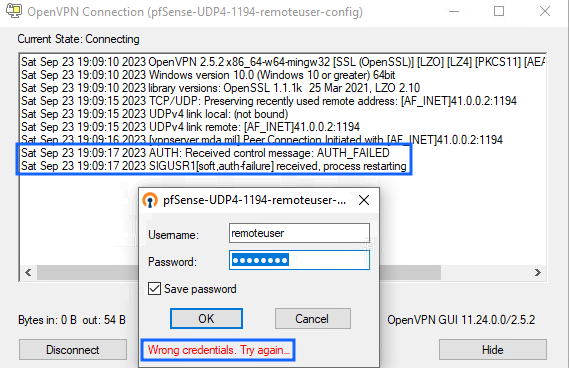 OpenVPN Connection (pfSense-UDP4-1194-remoteuser-config)
Current State: Connecting
Sat Sep 23 19:09:10 2023 OpenVPN 2.5.2 x86_64-w64-mingw32 [SSL (OpenSSL)] [LZO] [LZ4] [PKCS11] [AEA
Sat Sep 23 19:09:10 2023 Windows version 10.0 (Windows 10 or greater) 64bit
Sat Sep 23 19:09:10 2023 library versions: OpenSSL 1.1.1k  25 Mar 2021, LZO 2.10
Sat Sep 23 19:09:15 2023 TCP/UDP: Preserving recently used remote address: [AF_INET]41.0.0.2:1194
Sat Sep 23 19:09:15 2023 UDPv4 link local: (not bound)
Sat Sep 23 19:09:15 2023 UDPv4 link remote: [AF_INET]41.0.0.2:1194
Sat Sep 23 19:09:16 2023 [vpnserver.mda.mil] Peer Connection Initiated with [AF_INET]41.0.0.2:1194
Sat Sep 23 19:09:17 2023 AUTH: Received control message: AUTH_FAILED
Sat Sep 23 19:09:17 2023 SIGUSR1[soft,auth-failure] received, process restarting
pfSense-UDP4-1194-remoteuser-...
Username: remoteuser
Password:
Save password
OK Cancel
Wrong credentials. Try again...
Bytes in: 0 B out: 54 B OpenVPN GUI 11.24.0.0/2.5.2
Disconnect Hide